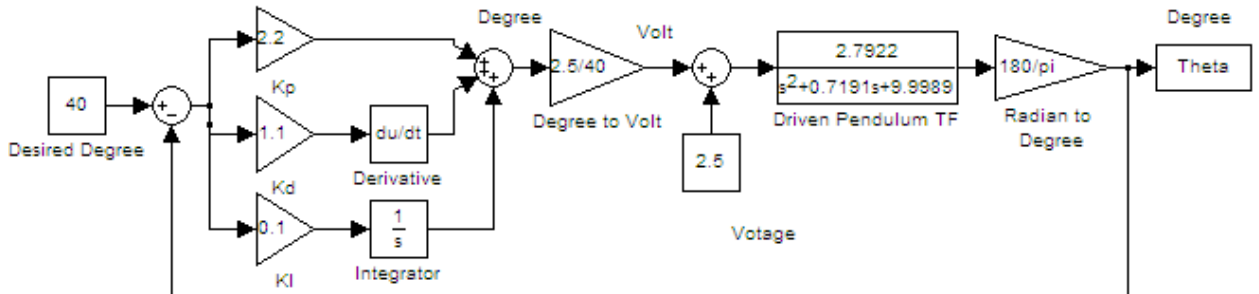 Degree
Degree
Volt
2.2
2.7922
s²+0.7191s+9.9989
40
Kp
2.5/40
180/pi
Theta
Desired Degree
1.1
du/dt
Degree to Volt
Driven Pendulum TF
Radian to
Degree
Derivative
2.5
Kd
0.1
1
s
Votage
Integrator
KI